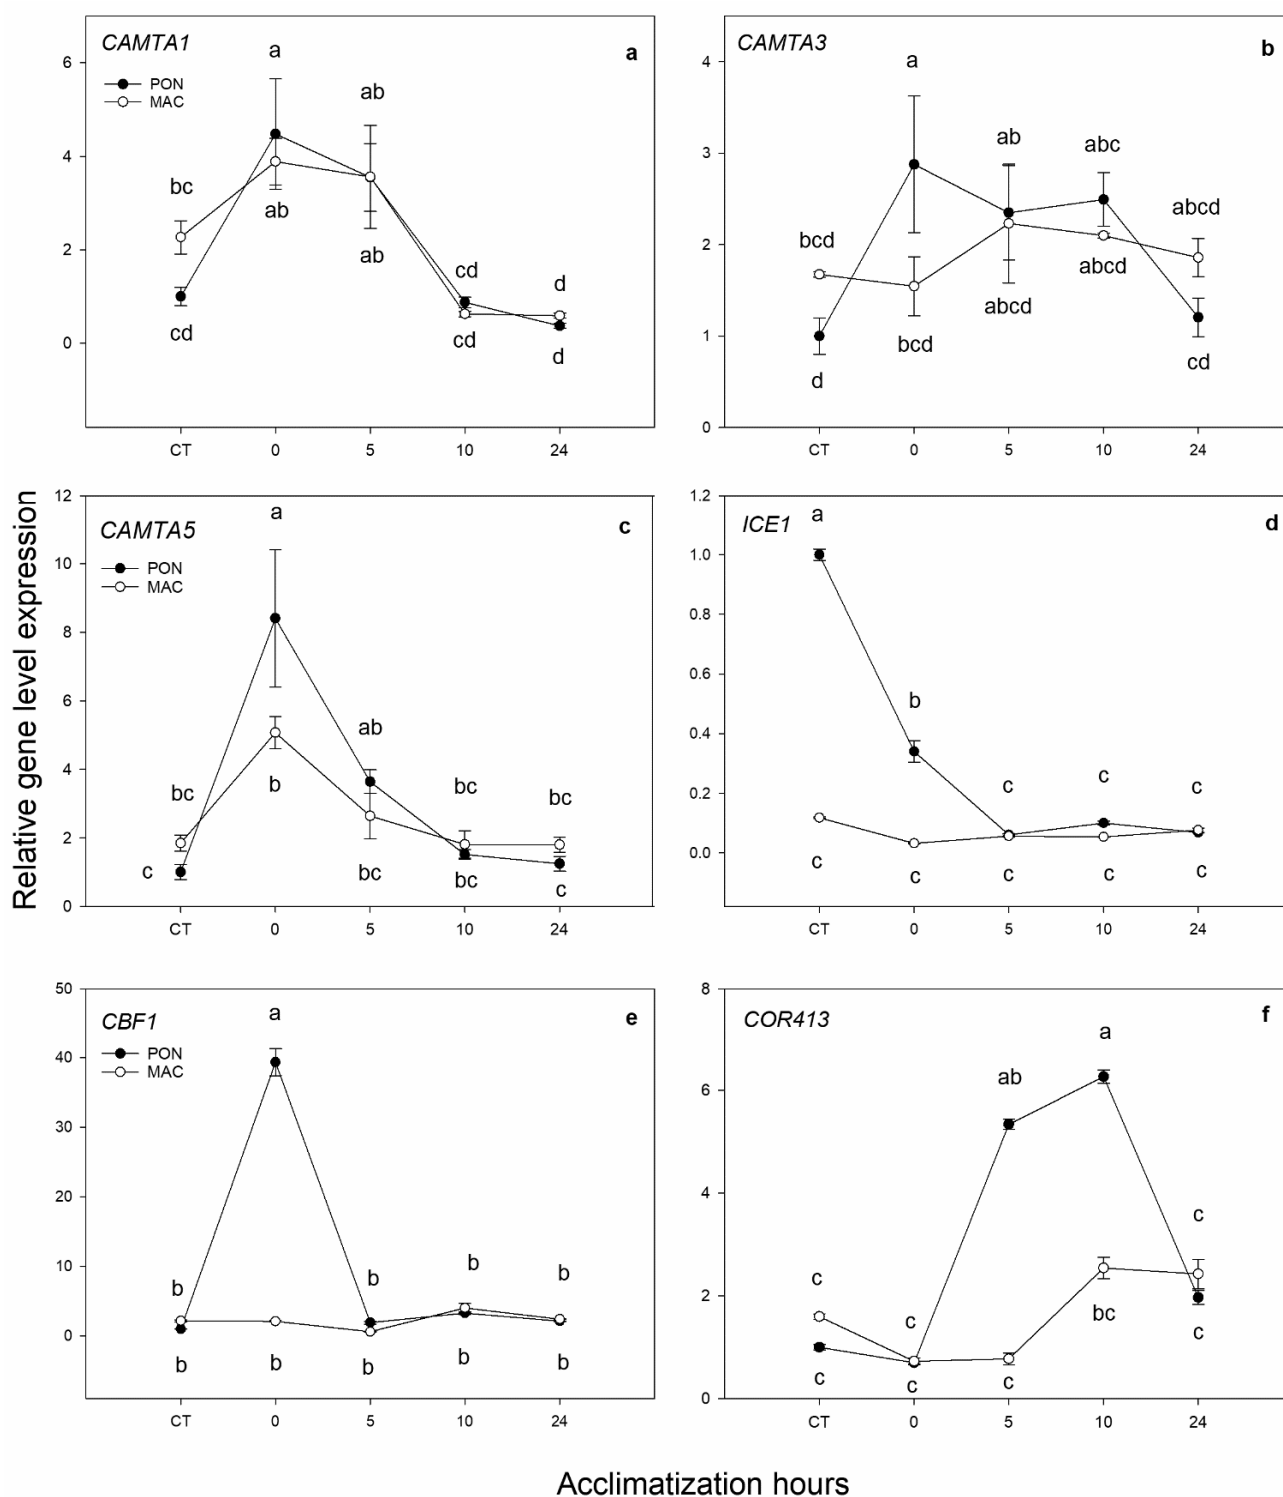 CAMTA1
a
PON
MAC
6
4
2
0
a
ab
bc
ab
cd
ab
cd
d
cd
d
CT
0
5
10
24
CAMTA3
b
4
3
2
1
0
a
ab
abc
abcd
bcd
abcd
abcd
bcd
cd
d
CT
0
5
10
24
Relative gene level expression
CAMTA5
c
PON
MAC
12
10
8
6
4
2
0
a
ab
bc
b
bc
bc
c
bc
bc
c
CT
0
5
10
24
ICE1
d
1.2
1.0
0.8
0.6
0.4
0.2
0.0
a
b
c
c
c
c
c
c
c
c
CT
0
5
10
24
CBF1
e
PON
MAC
50
40
30
20
10
0
a
b
b
b
b
b
b
b
b
b
CT
0
5
10
24
COR413
f
8
6
4
2
0
a
ab
c
c
c
bc
c
c
c
c
CT
0
5
10
24
Acclimatization hours